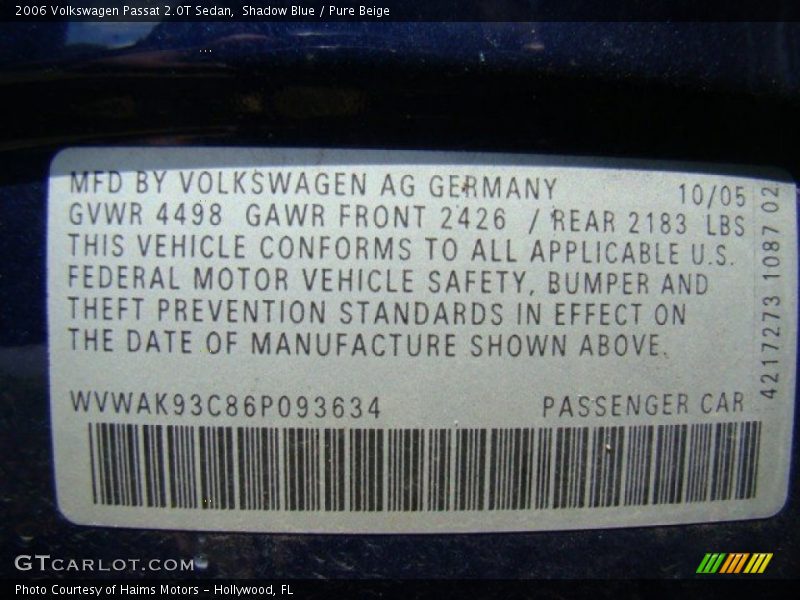 2006 Volkswagen Passat 2.0T Sedan,  Shadow Blue / Pure Beige
MFD BY VOLKSWAGEN AG GERMANY 10/05
GVWR 4498 GAWR FRONT 2426 / REAR 2183 LBS
THIS VEHICLE CONFORMS TO ALL APPLICABLE U.S.
FEDERAL MOTOR VEHICLE SAFETY, BUMPER AND
THEFT PREVENTION STANDARDS IN EFFECT ON
THE DATE OF MANUFACTURE SHOWN ABOVE.
WVWAK93C86P093634 PASSENGER CAR
4217273 1087 02
GTCARLOT.COM
Photo Courtesy of Haims Motors - Hollywood, FL